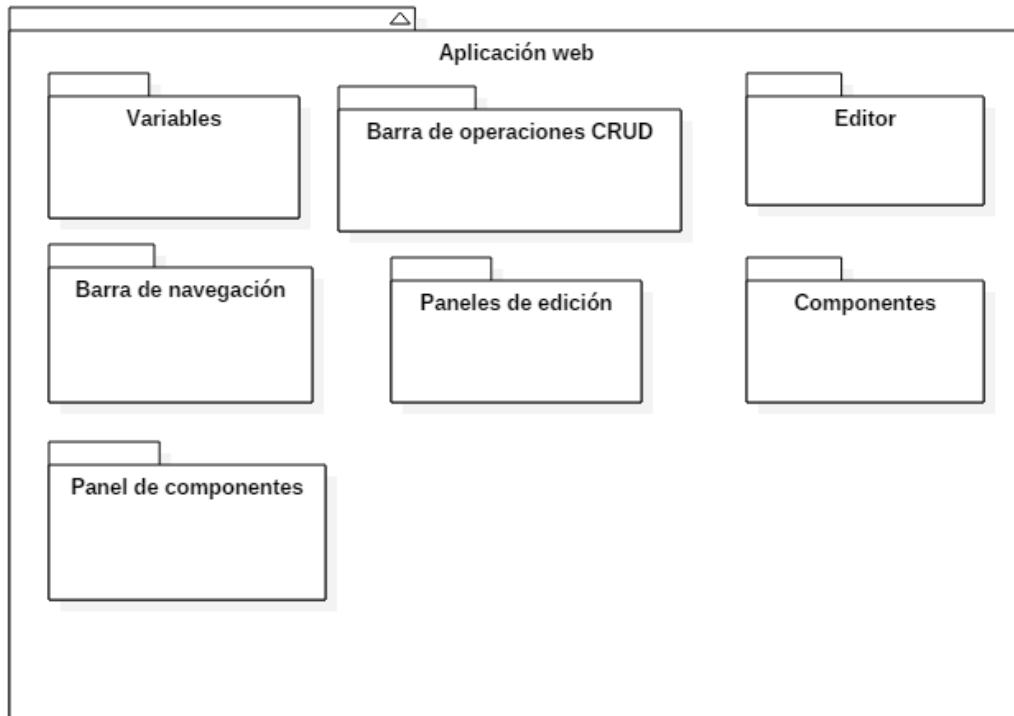 Aplicación web
Variables
Barra de operaciones CRUD
Editor
Barra de navegación
Paneles de edición
Componentes
Panel de componentes